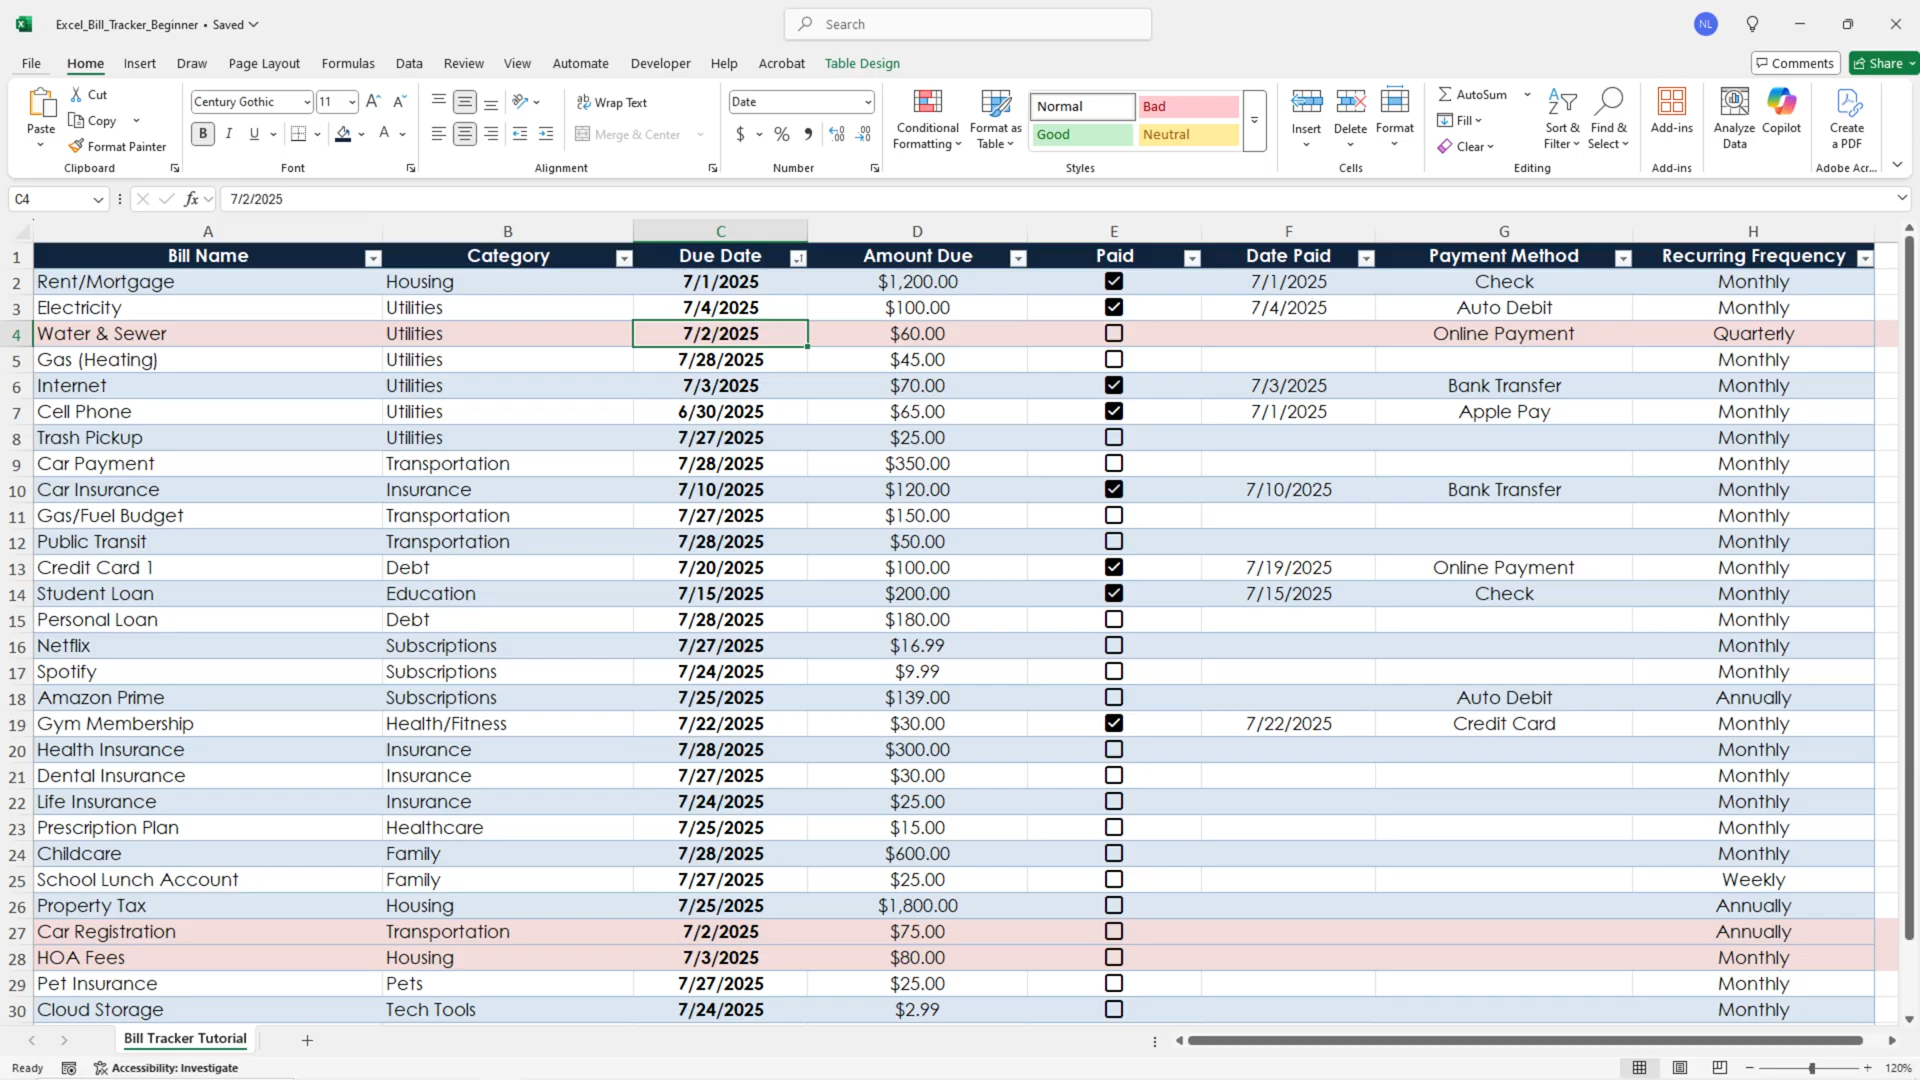 Excel_Bill_Tracker_Beginner • Saved
Search
NL
File Home Insert Draw Page Layout Formulas Data Review View Automate Developer Help Acrobat Table Design
Comments Share
Paste Cut Copy Format Painter Clipboard
Century Gothic 11 B I U A Font
Wrap Text Merge & Center Alignment
Date $ % Number
Conditional Formatting Format as Table Normal Bad Good Neutral Styles
Insert Delete Format Cells
AutoSum Fill Clear Sort & Filter Find & Select Editing
Add-ins Add-ins
Analyze Data Copilot
Create a PDF Adobe Acr...
C4 fx 7/2/2025
A B C D E F G H
1 Bill Name Category Due Date Amount Due Paid Date Paid Payment Method Recurring Frequency
2 Rent/Mortgage Housing 7/1/2025 $1,200.00 7/1/2025 Check Monthly
3 Electricity Utilities 7/4/2025 $100.00 7/4/2025 Auto Debit Monthly
4 Water & Sewer Utilities 7/2/2025 $60.00 Online Payment Quarterly
5 Gas (Heating) Utilities 7/28/2025 $45.00 Monthly
6 Internet Utilities 7/3/2025 $70.00 7/3/2025 Bank Transfer Monthly
7 Cell Phone Utilities 6/30/2025 $65.00 7/1/2025 Apple Pay Monthly
8 Trash Pickup Utilities 7/27/2025 $25.00 Monthly
9 Car Payment Transportation 7/28/2025 $350.00 Monthly
10 Car Insurance Insurance 7/10/2025 $120.00 7/10/2025 Bank Transfer Monthly
11 Gas/Fuel Budget Transportation 7/27/2025 $150.00 Monthly
12 Public Transit Transportation 7/28/2025 $50.00 Monthly
13 Credit Card 1 Debt 7/20/2025 $100.00 7/19/2025 Online Payment Monthly
14 Student Loan Education 7/15/2025 $200.00 7/15/2025 Check Monthly
15 Personal Loan Debt 7/28/2025 $180.00 Monthly
16 Netflix Subscriptions 7/27/2025 $16.99 Monthly
17 Spotify Subscriptions 7/24/2025 $9.99 Monthly
18 Amazon Prime Subscriptions 7/25/2025 $139.00 Auto Debit Annually
19 Gym Membership Health/Fitness 7/22/2025 $30.00 7/22/2025 Credit Card Monthly
20 Health Insurance Insurance 7/28/2025 $300.00 Monthly
21 Dental Insurance Insurance 7/27/2025 $30.00 Monthly
22 Life Insurance Insurance 7/24/2025 $25.00 Monthly
23 Prescription Plan Healthcare 7/25/2025 $15.00 Monthly
24 Childcare Family 7/28/2025 $600.00 Monthly
25 School Lunch Account Family 7/27/2025 $25.00 Weekly
26 Property Tax Housing 7/25/2025 $1,800.00 Annually
27 Car Registration Transportation 7/2/2025 $75.00 Annually
28 HOA Fees Housing 7/3/2025 $80.00 Monthly
29 Pet Insurance Pets 7/27/2025 $25.00 Monthly
30 Cloud Storage Tech Tools 7/24/2025 $2.99 Monthly
Bill Tracker Tutorial
Ready Accessibility: Investigate 120%